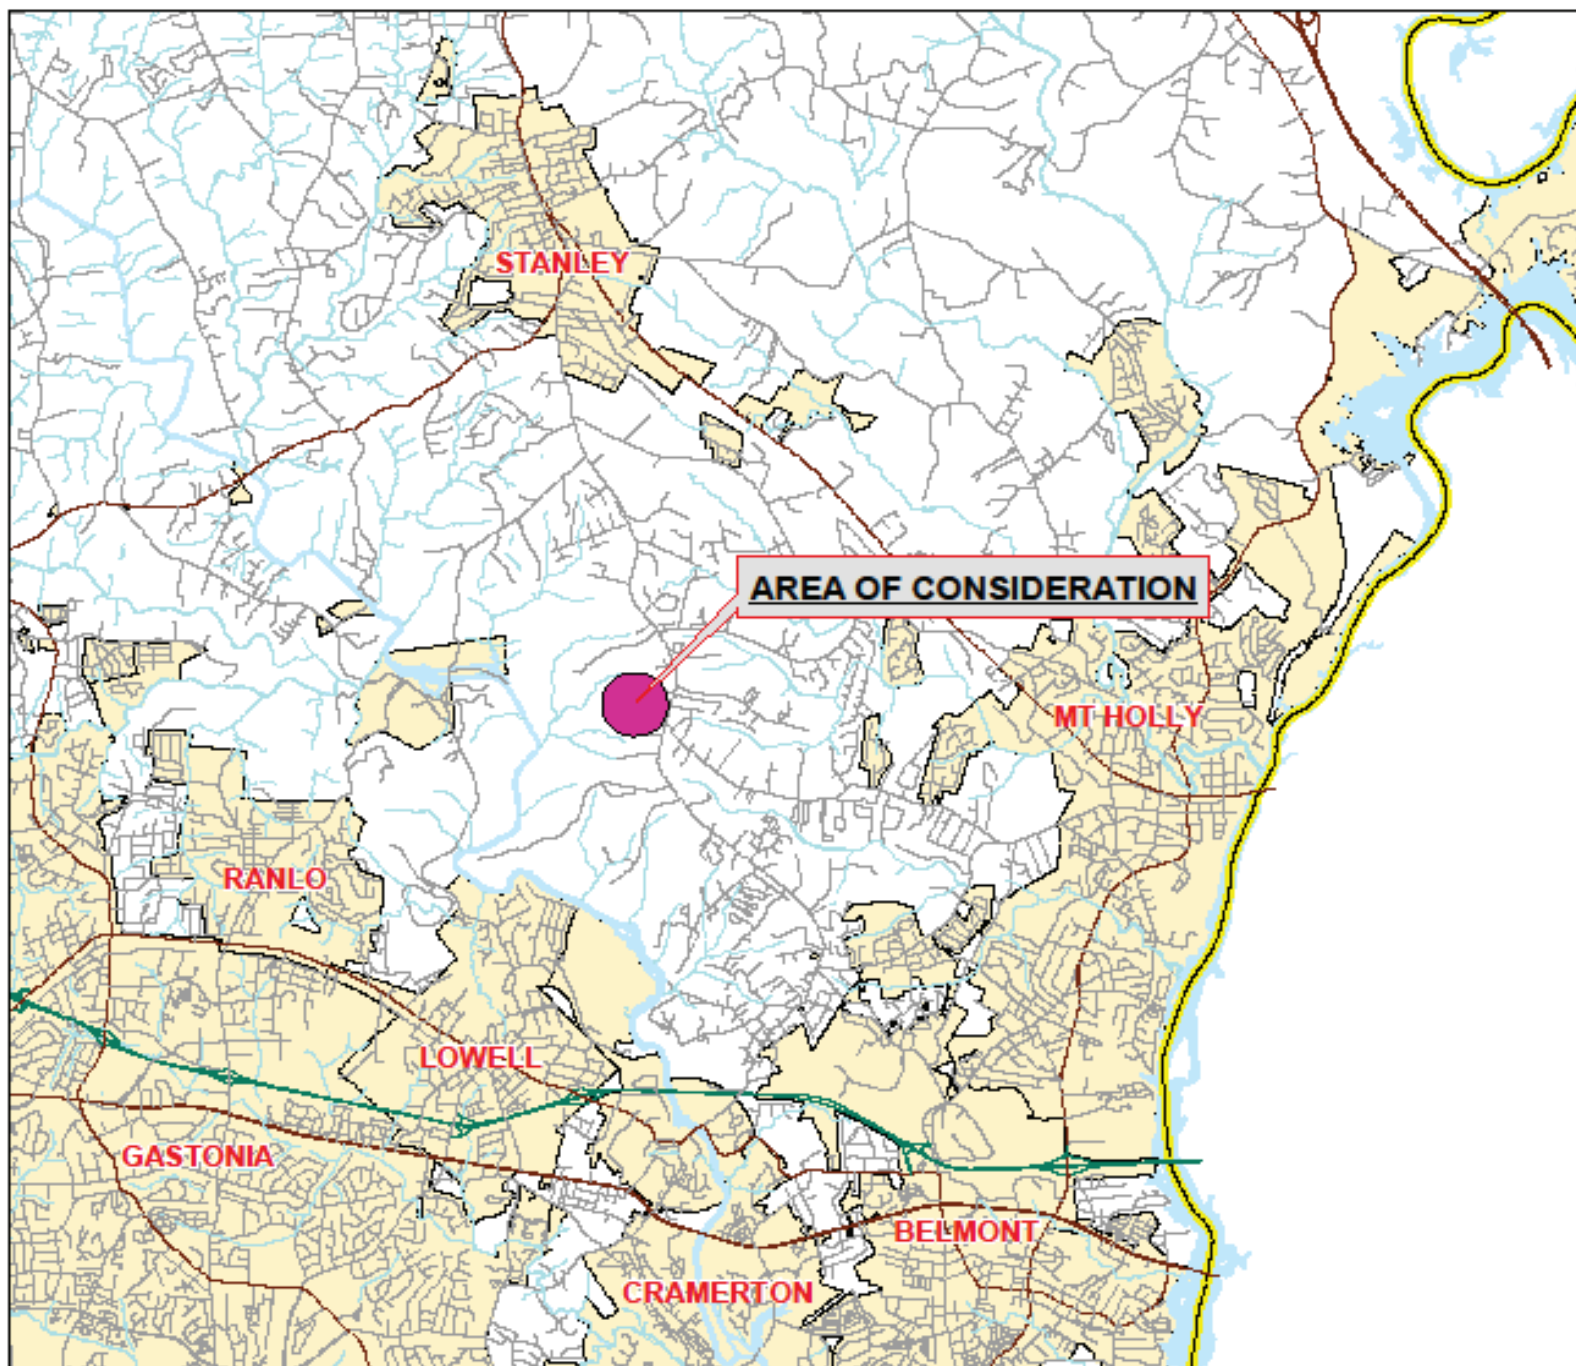 STANLEY
AREA OF CONSIDERATION
MT HOLLY
RANLO
LOWELL
GASTONIA
BELMONT
CRAMERTON